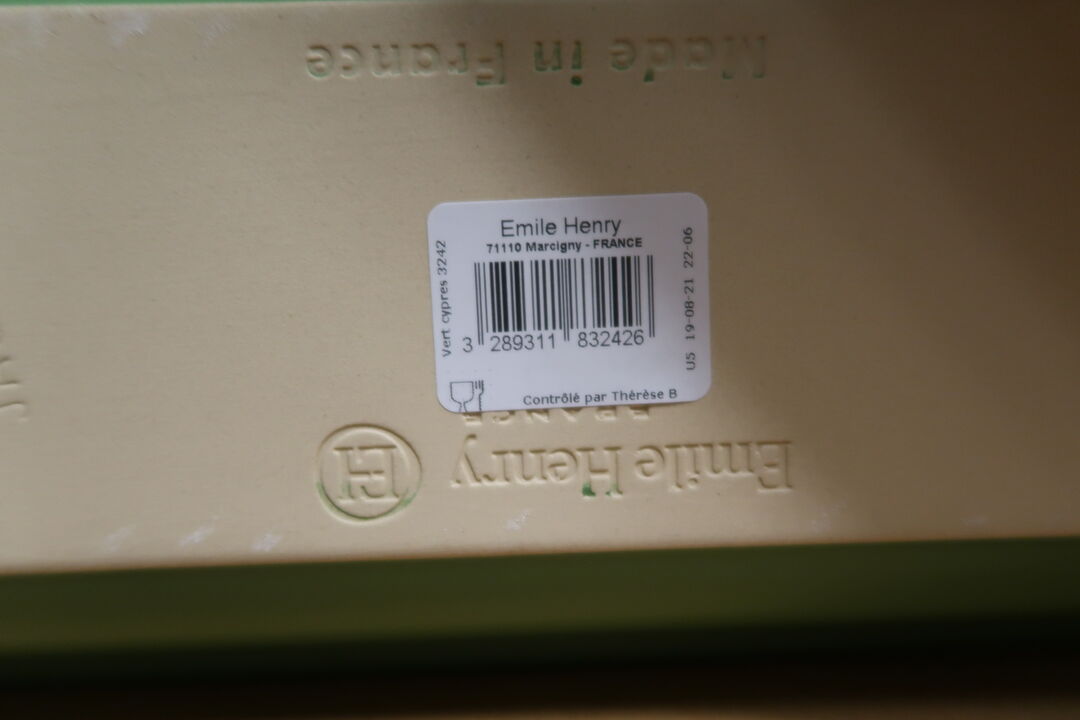 Made in France
Emile Henry
71110 Marcigny - FRANCE
Vert cypres 3242
US 19-08-21 22-06
3 289311 832426
Contrôlé par Thérèse B
FRANCE
Emile Henry
EH